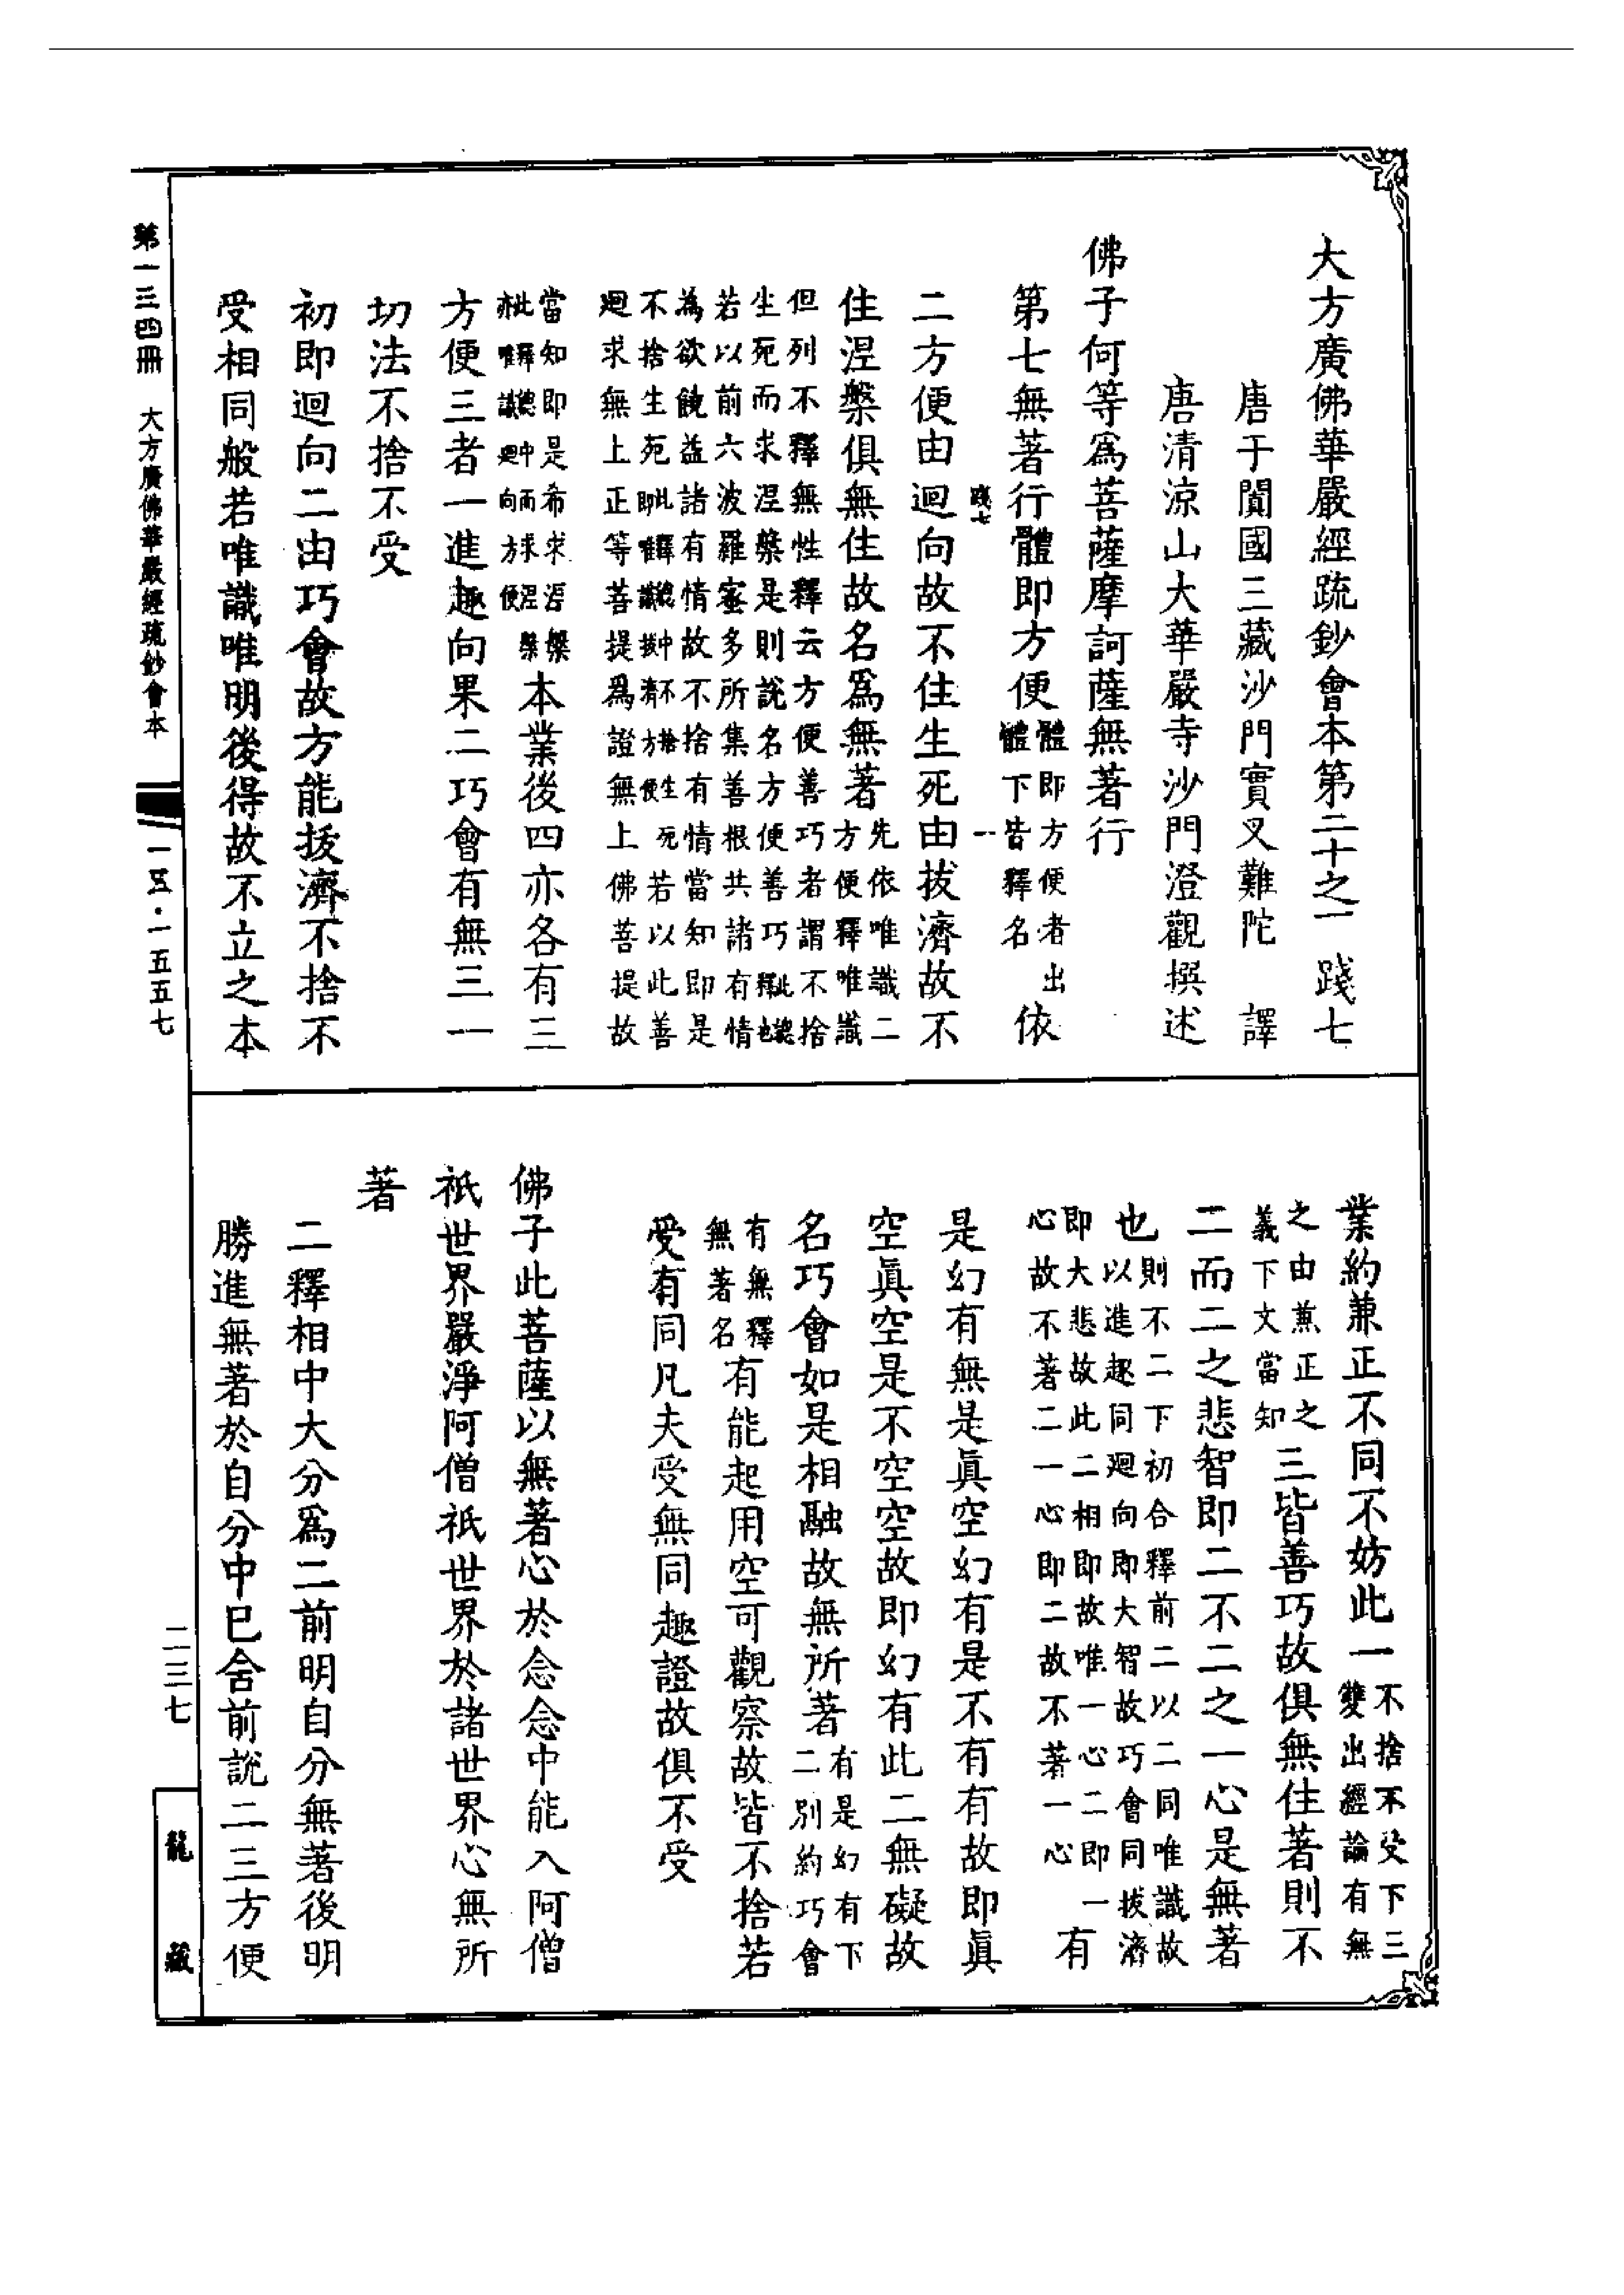 大方廣佛華嚴經疏鈔會本第二十之一 踐七
唐于闐國三藏沙門實叉難陀 譯
唐清涼山大華嚴寺沙門澄觀撰述
佛子何等爲菩薩摩訶薩無著行
第七無著行體即方便
體即方便者出
體下皆釋名
依
踐七 一
二方便由迴向故不住生死由拔濟故不
住涅槃俱無住故名爲無著
先依唯識二
方便釋唯識
但列不釋無性釋云方便善巧者謂不捨
生死而求涅槃是則說名方便善巧
此總
釋也
若以前六波羅蜜多所集善根共諸有情
為欲饒益諸有情故不捨有情當知即是
不捨生死
此釋唯識拔濟方便
若以此善
迴求無上正等菩提爲證無上佛菩提故
當知即是希求涅槃
本業後四亦各有三
方便三者一進趣向果二巧會有無三一
切法不捨不受
初即迴向二由巧會故方能拔濟不捨不
受相同般若唯識唯明後得故不立之本
業約兼正不同不妨此一
不捨不受下三
雙出經論有無
之由蕉正之
義下文當知
三皆善巧故俱無住著則不
二而二之悲智即二不二之一心是無著
也
則不二下初合釋前二以二同唯識故
以進趣同迴向即大智故巧會同拔濟
即大悲故此二相即故唯一心二即一
心故不著二一心即二故不著一心
有
是幻有無是眞空幻有是不有有故即眞
空眞空是不空空故即幻有此二無礙故
名巧會如是相融故無所著
有是幻有下
二別約巧會
有無釋
無著名
有能起用空可觀察故皆不捨若
受有同凡夫受無同趣證故俱不受
佛子此菩薩以無著心於念念中能入阿僧
祇世界嚴淨阿僧祇世界於諸世界心無所
著
二釋相中大分爲二前明自分無著後明
勝進無著於自分中已含前說二三方便
第一三四冊 大方廣佛華嚴經疏鈔會本
一五·一五五七
二三七
龍藏